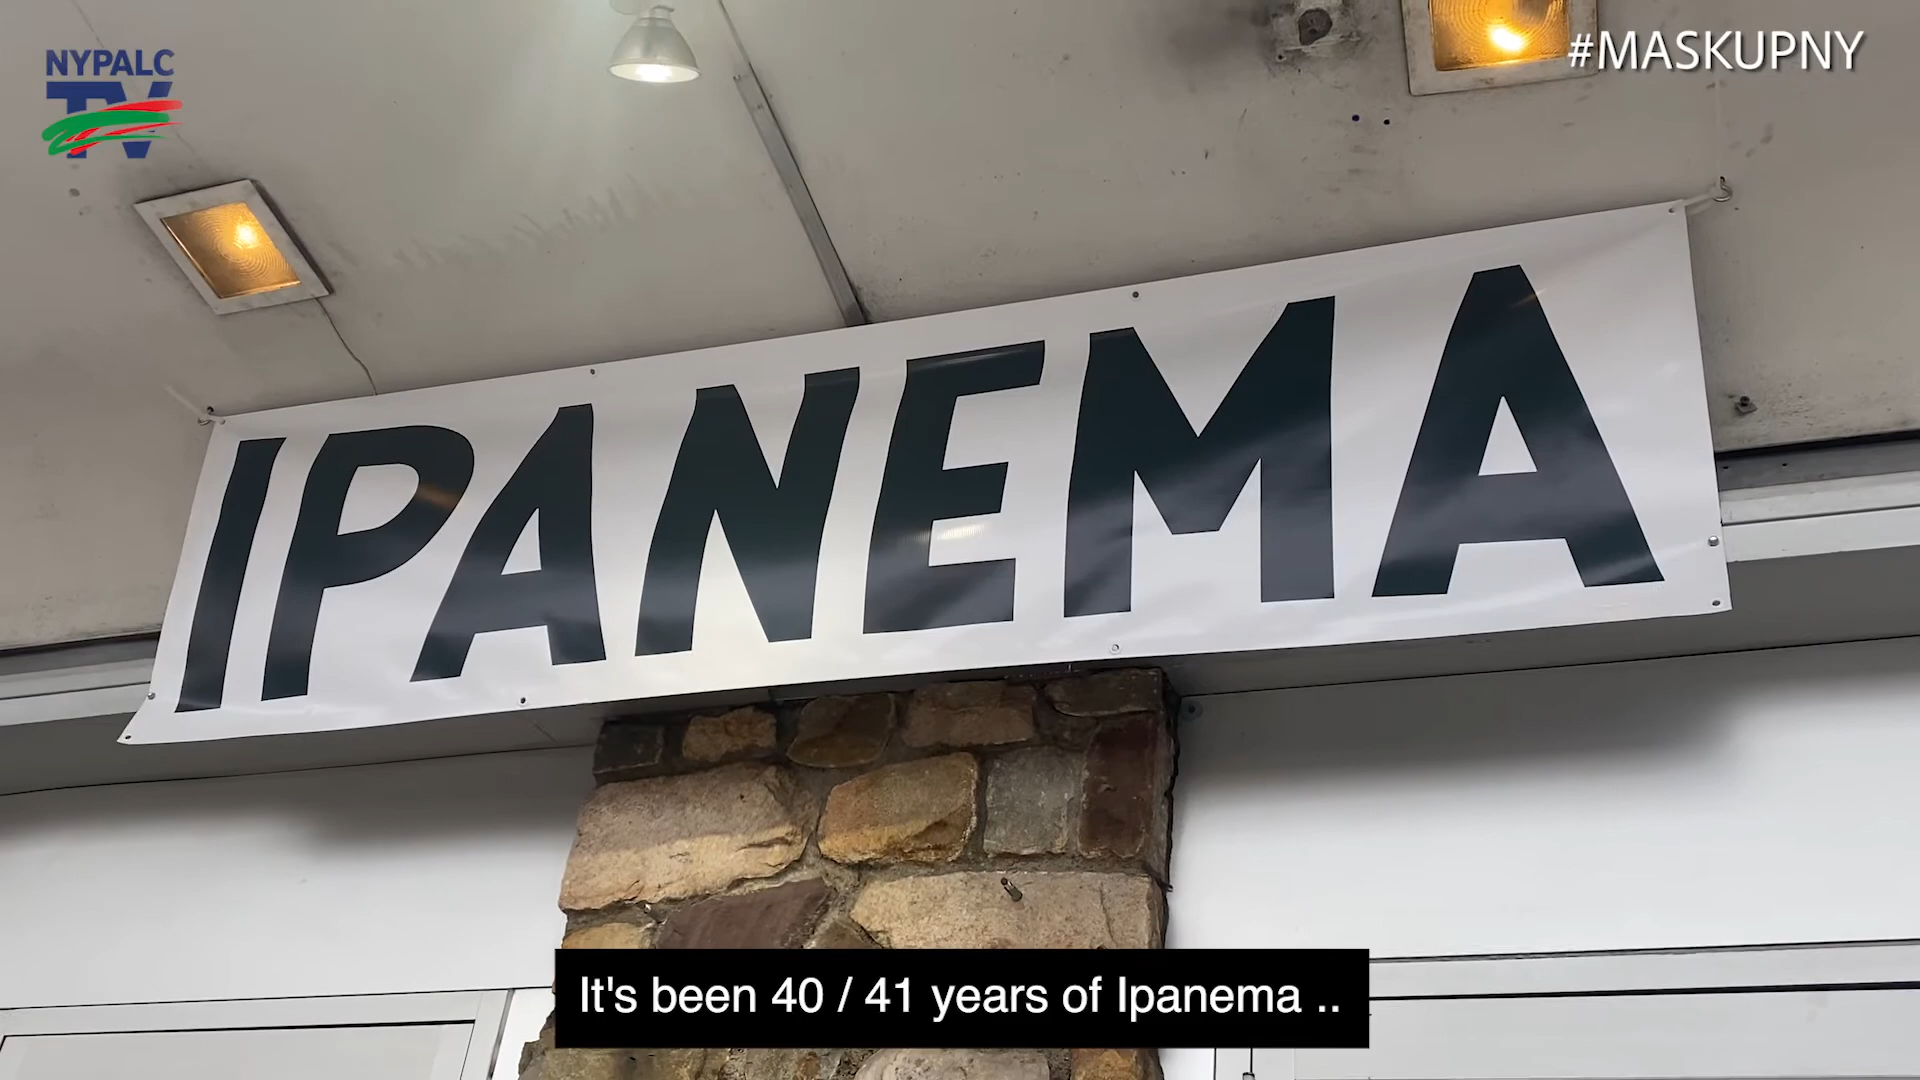 NYPALC
TV
#MASKUPNY
IPANEMA
It's been 40 / 41 years of Ipanema ..